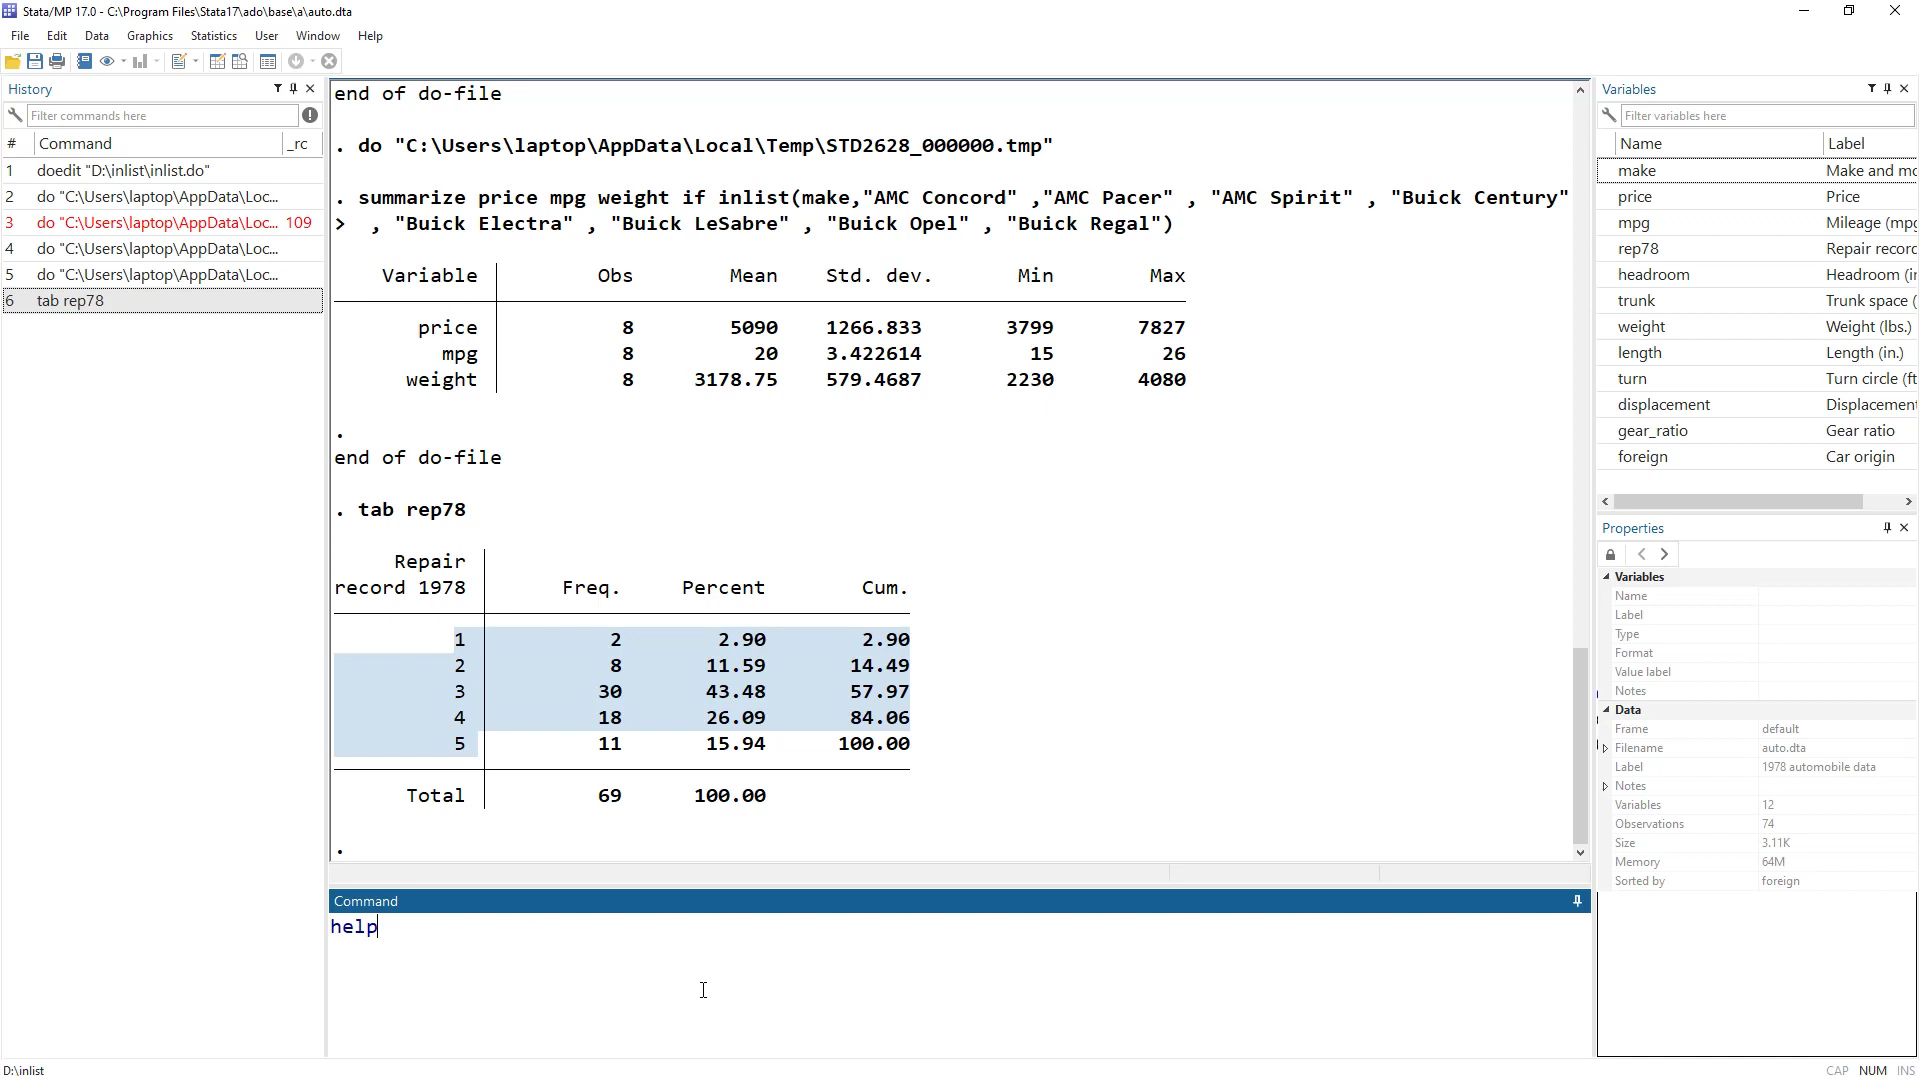 Stata/MP 17.0 - C:\Program Files\Stata17\ado\base\a\auto.dta
File Edit Data Graphics Statistics User Window Help
History
Filter commands here
# Command _rc
1 doedit "D:\inlist\inlist.do"
2 do "C:\Users\laptop\AppData\Loc...
3 do "C:\Users\laptop\AppData\Loc... 109
4 do "C:\Users\laptop\AppData\Loc...
5 do "C:\Users\laptop\AppData\Loc...
6 tab rep78
end of do-file
. do "C:\Users\laptop\AppData\Local\Temp\STD2628_000000.tmp"
. summarize price mpg weight if inlist(make,"AMC Concord" ,"AMC Pacer" , "AMC Spirit" , "Buick Century"
> , "Buick Electra" , "Buick LeSabre" , "Buick Opel" , "Buick Regal")
Variable Obs Mean Std. dev. Min Max
price 8 5090 1266.833 3799 7827
mpg 8 20 3.422614 15 26
weight 8 3178.75 579.4687 2230 4080
.
end of do-file
. tab rep78
Repair
record 1978 Freq. Percent Cum.
1 2 2.90 2.90
2 8 11.59 14.49
3 30 43.48 57.97
4 18 26.09 84.06
5 11 15.94 100.00
Total 69 100.00
.
Command
help
Variables
Filter variables here
Name Label
make Make and mo
price Price
mpg Mileage (mpg
rep78 Repair record
headroom Headroom (in
trunk Trunk space (
weight Weight (lbs.)
length Length (in.)
turn Turn circle (ft
displacement Displacement
gear_ratio Gear ratio
foreign Car origin
Properties
Variables
Name
Label
Type
Format
Value label
Notes
Data
Frame default
Filename auto.dta
Label 1978 automobile data
Notes
Variables 12
Observations 74
Size 3.11K
Memory 64M
Sorted by foreign
D:\inlist
CAP NUM INS